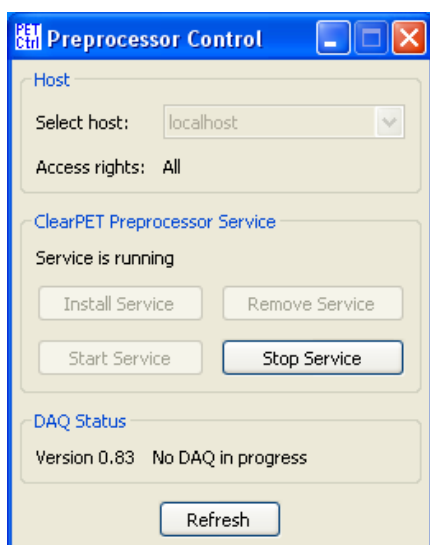 PET Ctrl Preprocessor Control
Host
Select host: localhost
Access rights: All
ClearPET Preprocessor Service
Service is running
Install Service Remove Service
Start Service Stop Service
DAQ Status
Version 0.83 No DAQ in progress
Refresh